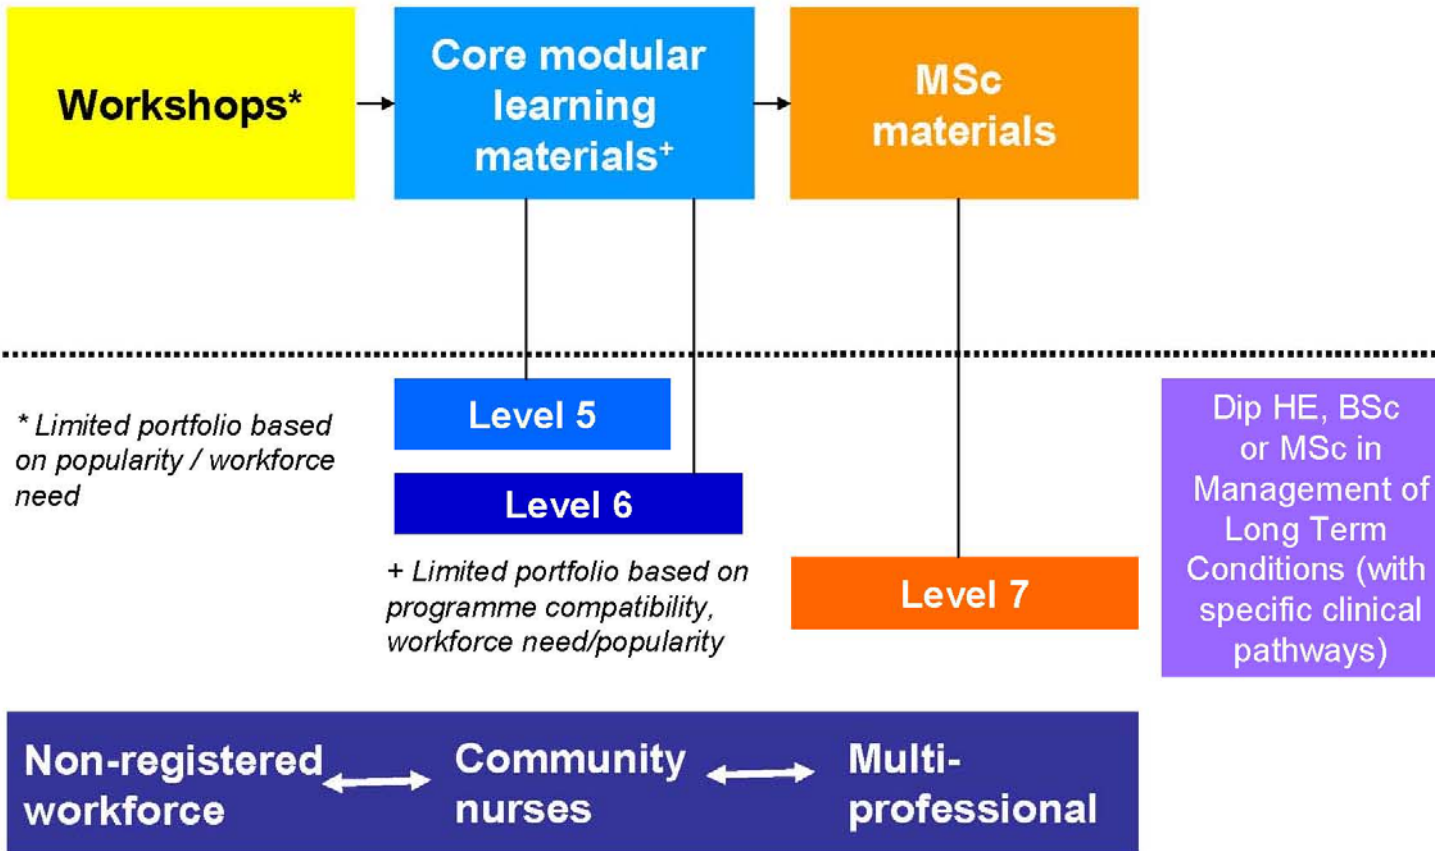 Workshops*
Core modular
learning
materials+
MSc
materials
* Limited portfolio based
on popularity / workforce
need
Level 5
Level 6
+ Limited portfolio based on
programme compatibility,
workforce need/popularity
Level 7
Dip HE, BSc
or MSc in
Management of
Long Term
Conditions (with
specific clinical
pathways)
Non-registered
workforce
Community
nurses
Multi-
professional